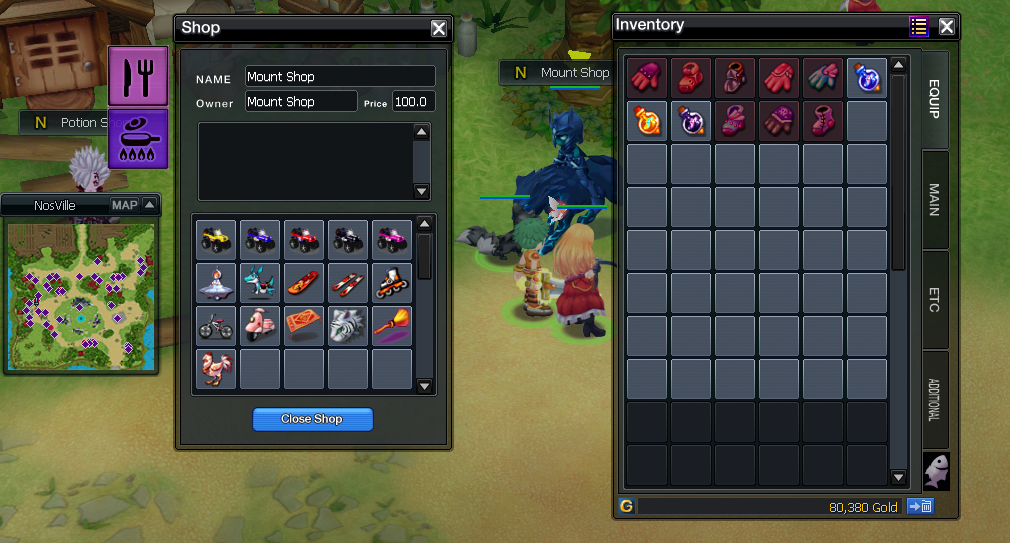 Shop
NAME Mount Shop
Owner Mount Shop Price 100.0
Close Shop
N Potion
NosVille MAP
N Mount Shop
Inventory
EQUIP
MAIN
ETC
ADDITIONAL
G 80,380 Gold